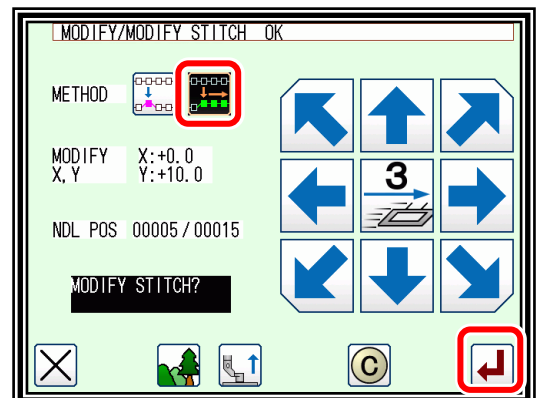 MODIFY/MODIFY STITCH OK
METHOD
MODIFY X:+0.0
X,Y Y:+10.0
3
NDL POS 00005/00015
MODIFY STITCH?
C